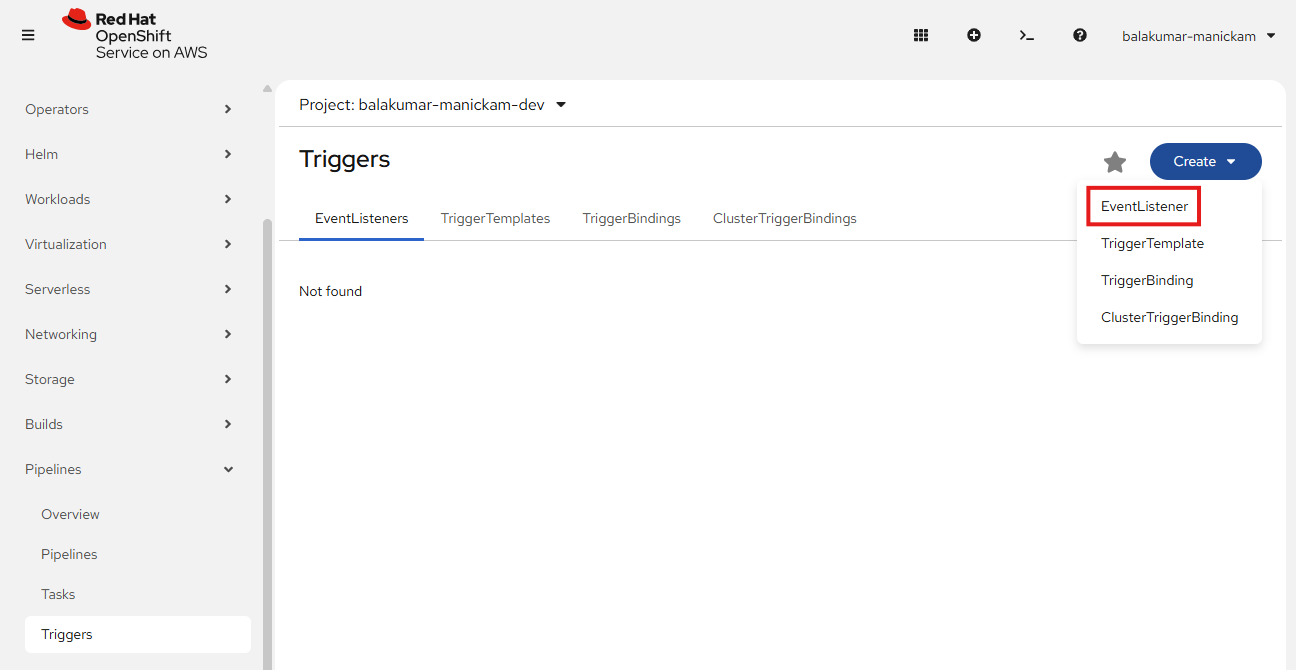 Red Hat
OpenShift
Service on AWS
balakumar-manickam
Operators
Helm
Workloads
Virtualization
Serverless
Networking
Storage
Builds
Pipelines
Overview
Pipelines
Tasks
Triggers
Project: balakumar-manickam-dev
Triggers
Create
EventListeners TriggerTemplates TriggerBindings ClusterTriggerBindings
Not found
EventListener
TriggerTemplate
TriggerBinding
ClusterTriggerBinding